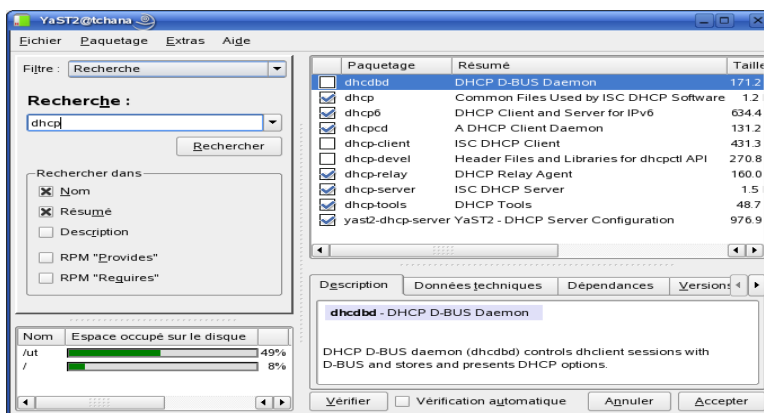 YaST2@tchana
Fichier Paquetage Extras Aide
Filtre : Recherche
Recherche :
dhcp
Rechercher
Rechercher dans
Nom
Résumé
Description
RPM "Provides"
RPM "Requires"
Nom Espace occupé sur le disque
/ut 49%
/ 8%
Paquetage Résumé Taille
dhcdbd DHCP D-BUS Daemon 171.2
dhcp Common Files Used by ISC DHCP Software 1.2
dhcp6 DHCP Client and Server for IPv6 634.4
dhcpcd A DHCP Client Daemon 131.2
dhcp-client ISC DHCP Client 431.3
dhcp-devel Header Files and Libraries for dhcpctl API 270.8
dhcp-relay DHCP Relay Agent 160.0
dhcp-server ISC DHCP Server 1.5
dhcp-tools DHCP Tools 48.7
yast2-dhcp-server YaST2 - DHCP Server Configuration 976.9
Description Données techniques Dépendances Versions
dhcdbd - DHCP D-BUS Daemon
DHCP D-BUS daemon (dhcdbd) controls dhclient sessions with
D-BUS and stores and presents DHCP options.
Vérifier Vérification automatique Annuler Accepter